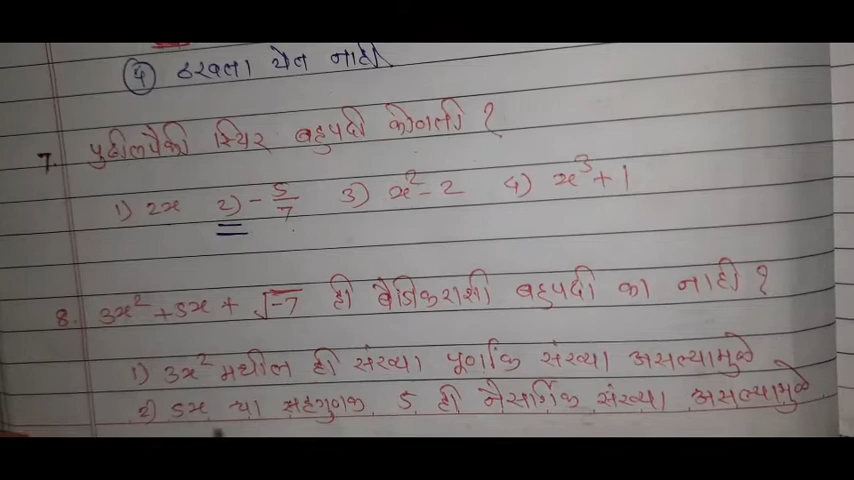 ④ ठरवता येत नाही
7. पुढीलपैकी स्थिर बहुपदी कोणती ?
1) 2x 2) - 5/7 3) x² - 2 4) x³ + 1
8. 3x² + 5x + √-7 ही बैजिकराशी बहुपदी का नाही ?
1) 3x² मधील ही संख्या पूर्णांक संख्या असल्यामुळे
2) 5x चा सहगुणक 5 ही नैसर्गिक संख्या असल्यामुळे